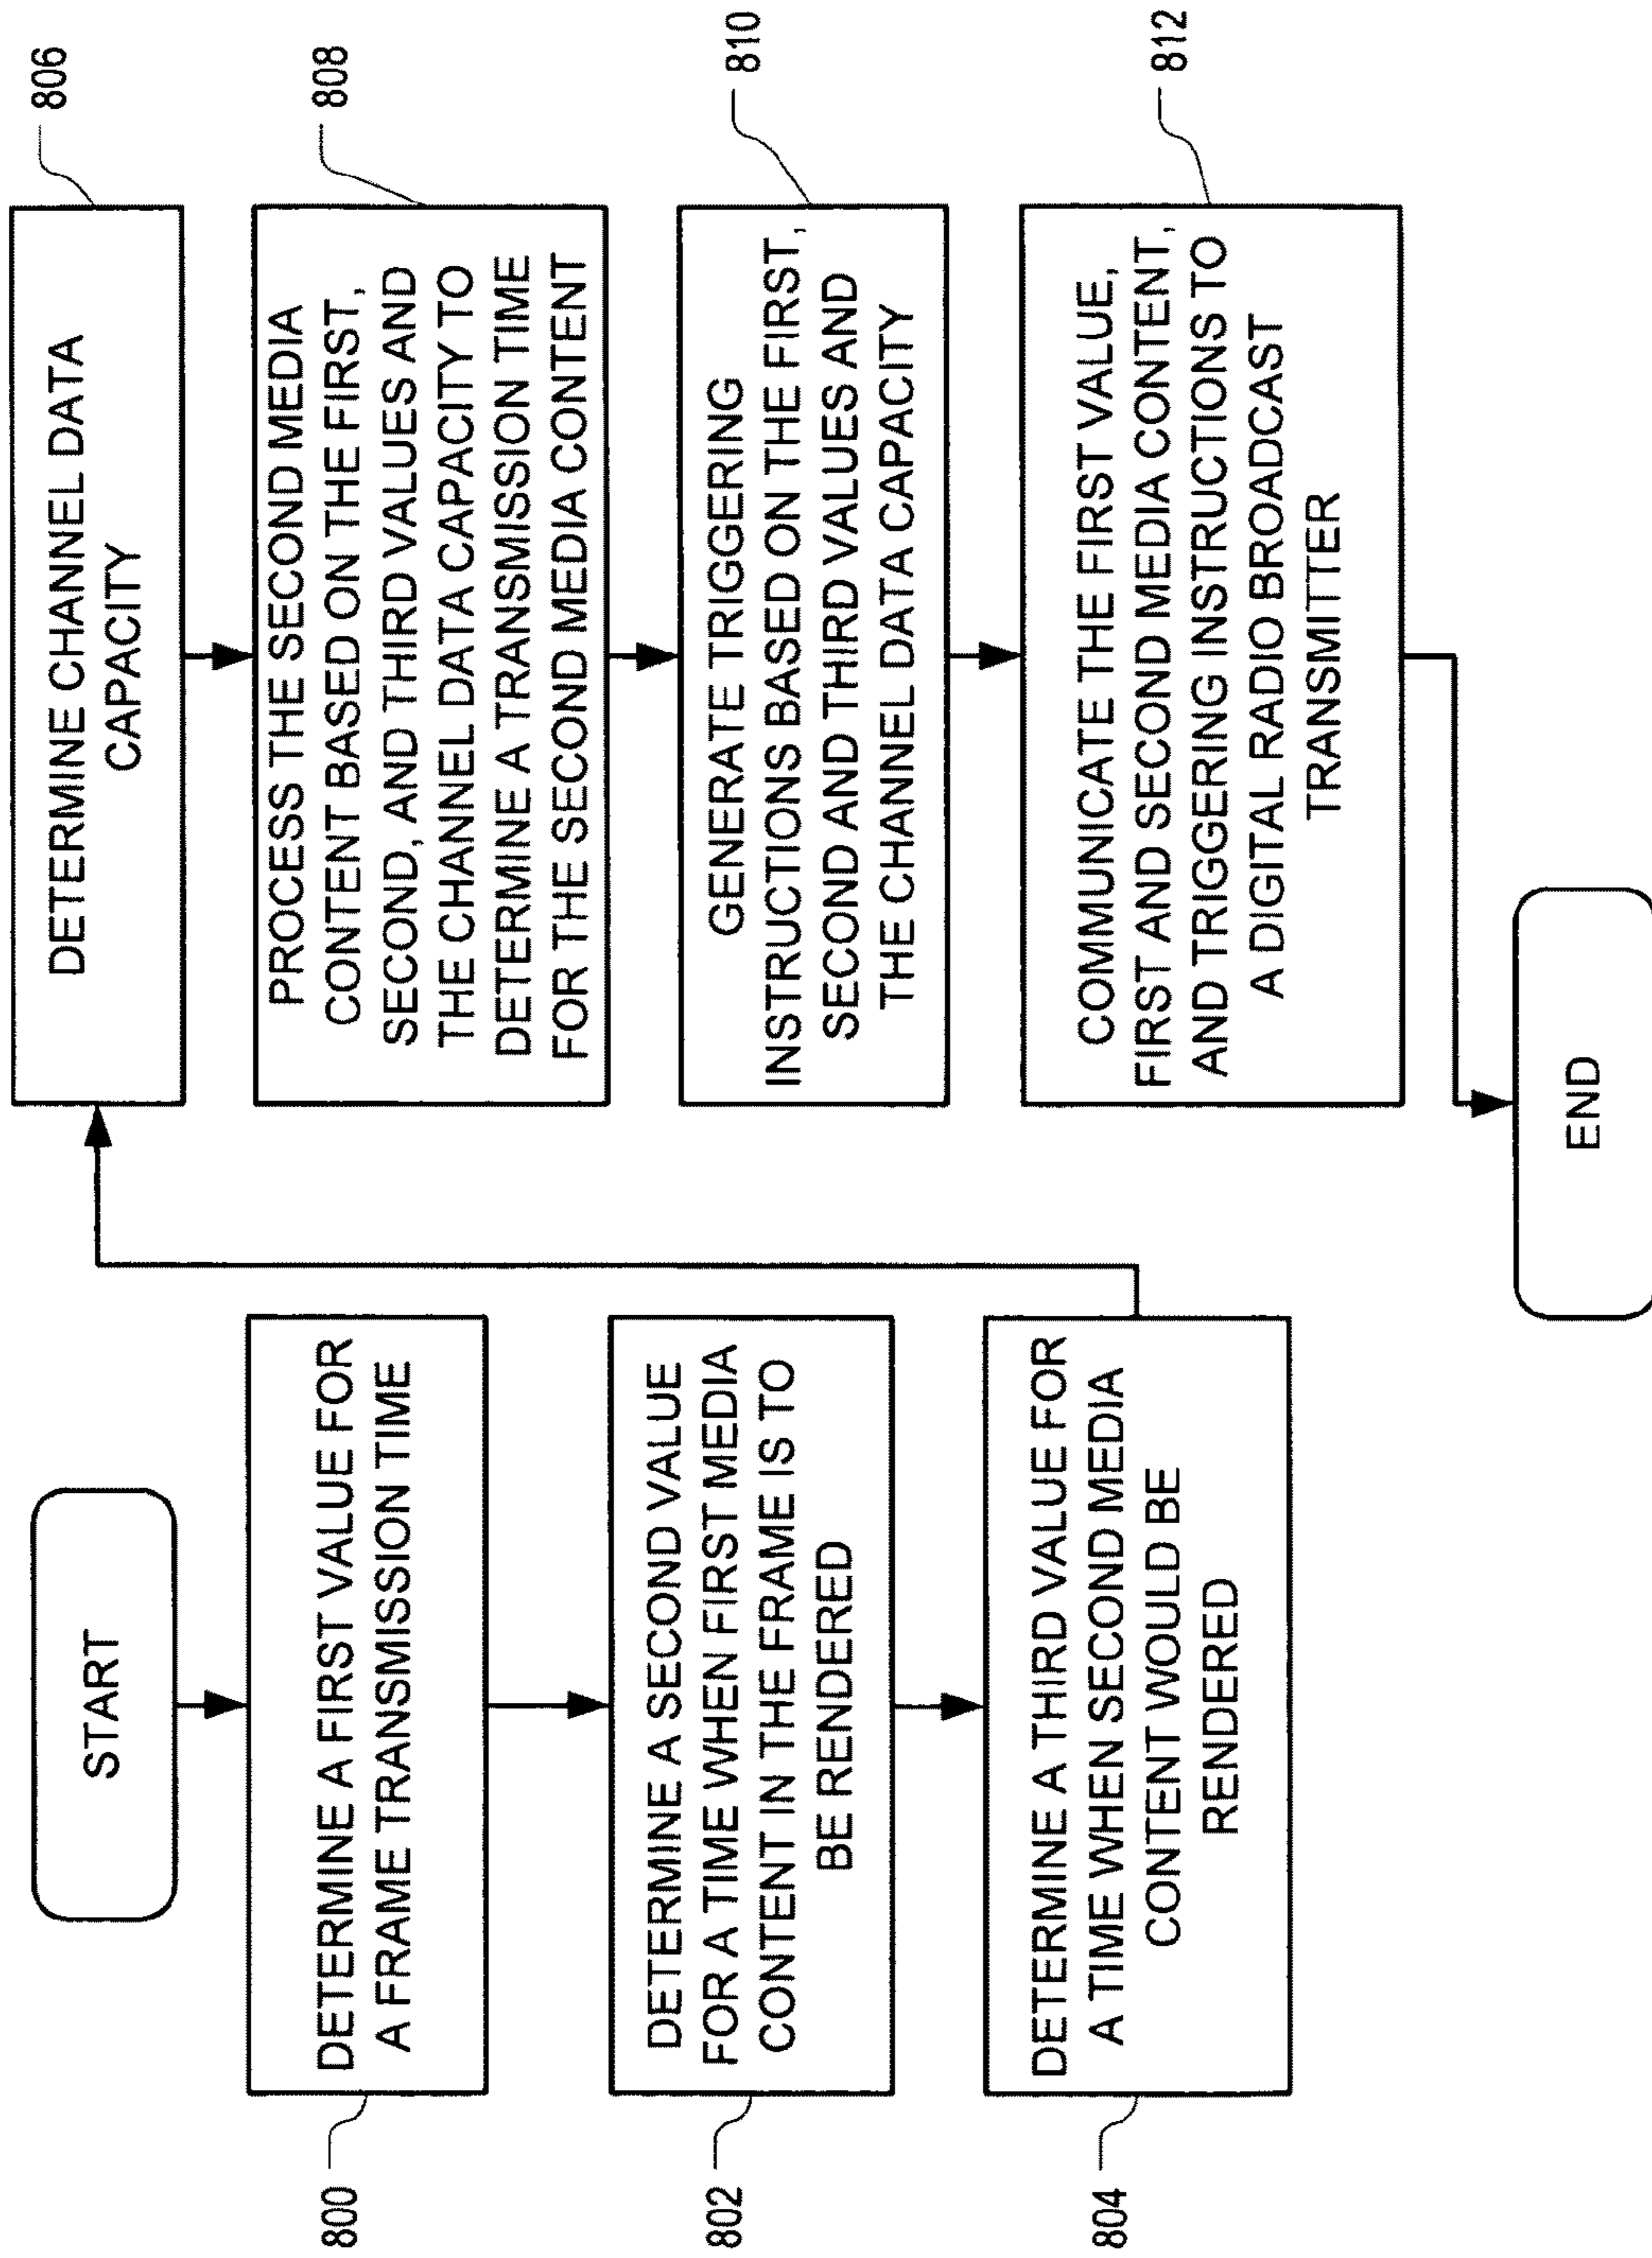 START
DETERMINE A FIRST VALUE FOR
A FRAME TRANSMISSION TIME
800
DETERMINE A SECOND VALUE
FOR A TIME WHEN FIRST MEDIA
CONTENT IN THE FRAME IS TO
BE RENDERED
802
DETERMINE A THIRD VALUE FOR
A TIME WHEN SECOND MEDIA
CONTENT WOULD BE
RENDERED
804
DETERMINE CHANNEL DATA
CAPACITY
806
PROCESS THE SECOND MEDIA
CONTENT BASED ON THE FIRST,
SECOND, AND THIRD VALUES AND
THE CHANNEL DATA CAPACITY TO
DETERMINE A TRANSMISSION TIME
FOR THE SECOND MEDIA CONTENT
808
GENERATE TRIGGERING
INSTRUCTIONS BASED ON THE FIRST,
SECOND AND THIRD VALUES AND
THE CHANNEL DATA CAPACITY
810
COMMUNICATE THE FIRST VALUE,
FIRST AND SECOND MEDIA CONTENT,
AND TRIGGERING INSTRUCTIONS TO
A DIGITAL RADIO BROADCAST
TRANSMITTER
812
END